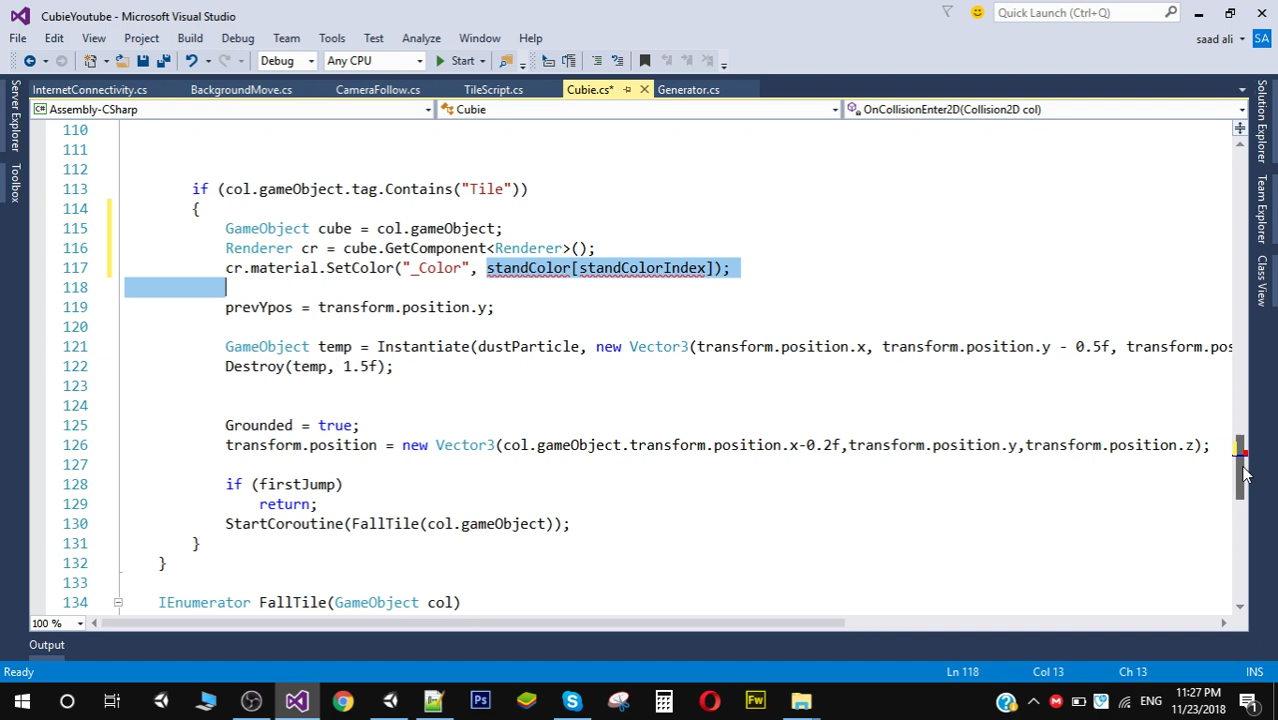 CubieYoutube - Microsoft Visual Studio
Quick Launch (Ctrl+Q)
File Edit View Project Build Debug Team Tools Test Analyze Window Help
saad ali SA
Debug Any CPU Start
InternetConnectivity.cs BackgroundMove.cs CameraFollow.cs TileScript.cs Cubie.cs* Generator.cs
Assembly-CSharp Cubie OnCollisionEnter2D(Collision2D col)
Server Explorer
Toolbox
Solution Explorer
Team Explorer
Class View
110
111
112
113 if (col.gameObject.tag.Contains("Tile"))
114 {
115 GameObject cube = col.gameObject;
116 Renderer cr = cube.GetComponent<Renderer>();
117 cr.material.SetColor("_Color", standColor[standColorIndex]);
118
119 prevYpos = transform.position.y;
120
121 GameObject temp = Instantiate(dustParticle, new Vector3(transform.position.x, transform.position.y - 0.5f, transform.pos
122 Destroy(temp, 1.5f);
123
124
125 Grounded = true;
126 transform.position = new Vector3(col.gameObject.transform.position.x-0.2f,transform.position.y,transform.position.z);
127
128 if (firstJump)
129 return;
130 StartCoroutine(FallTile(col.gameObject));
131 }
132 }
133
134 IEnumerator FallTile(GameObject col)
100 %
Output
Ready Ln 118 Col 13 Ch 13 INS
Ps Fw ENG 11:27 PM
11/23/2018 1